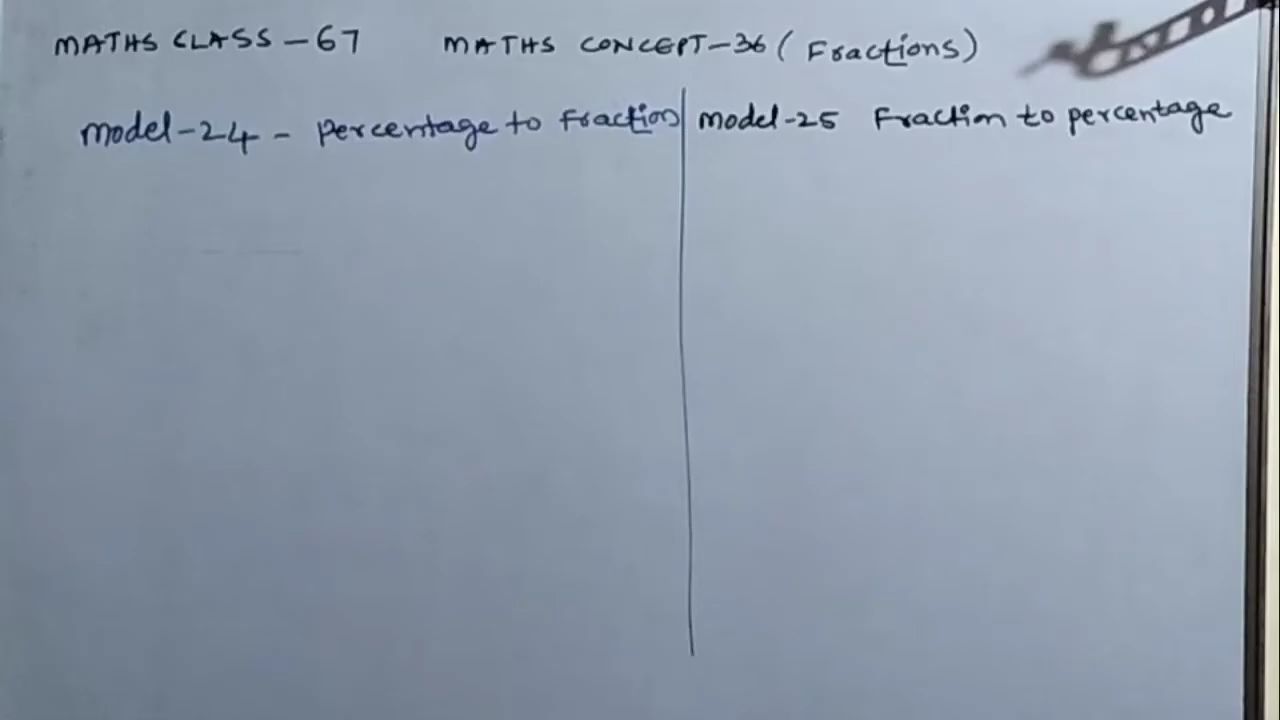 MATHS CLASS - 67 MATHS CONCEPT-36 (Fractions)
Model-24 - Percentage to Fraction
Model-25 Fraction to percentage